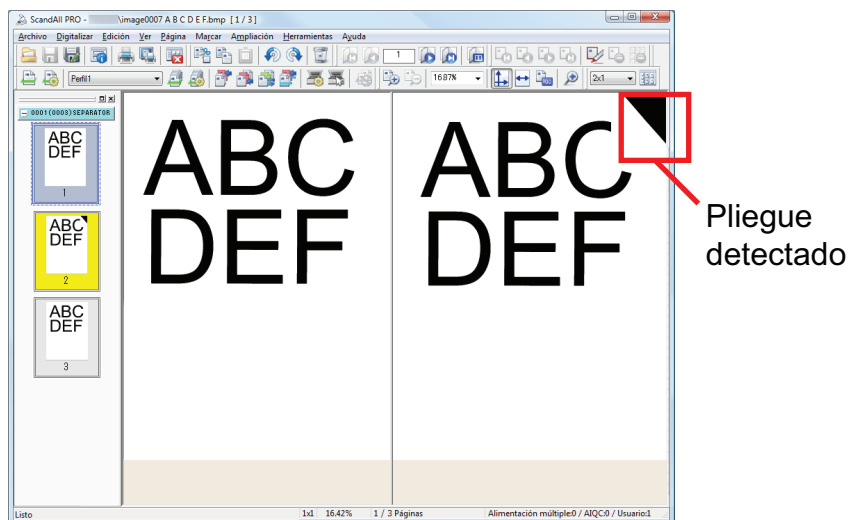 ScandAll PRO - \image0007 A B C D E F.bmp [ 1 / 3 ]
Archivo Digitalizar Edición Ver Página Marcar Ampliación Herramientas Ayuda
1
Perfil1 16.87% 2x1
0001(0003)SEPARATOR
ABC
DEF
1
ABC
DEF
2
ABC
DEF
3
ABC
DEF
ABC
DEF
Pliegue
detectado
Listo 1x1 16.42% 1 / 3 Páginas Alimentación múltiple:0 / AIQC:0 / Usuario:1